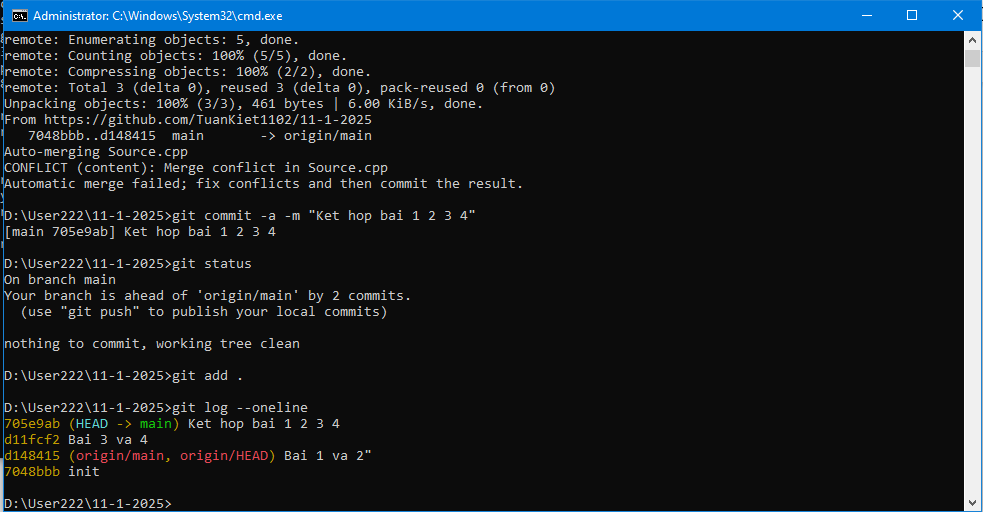 Administrator: C:\Windows\System32\cmd.exe
remote: Enumerating objects: 5, done.
remote: Counting objects: 100% (5/5), done.
remote: Compressing objects: 100% (2/2), done.
remote: Total 3 (delta 0), reused 3 (delta 0), pack-reused 0 (from 0)
Unpacking objects: 100% (3/3), 461 bytes | 6.00 KiB/s, done.
From https://github.com/TuanKiet1102/11-1-2025
   7048bbb..d148415  main       -> origin/main
Auto-merging Source.cpp
CONFLICT (content): Merge conflict in Source.cpp
Automatic merge failed; fix conflicts and then commit the result.
D:\User222\11-1-2025>git commit -a -m "Ket hop bai 1 2 3 4"
[main 705e9ab] Ket hop bai 1 2 3 4
D:\User222\11-1-2025>git status
On branch main
Your branch is ahead of 'origin/main' by 2 commits.
  (use "git push" to publish your local commits)
nothing to commit, working tree clean
D:\User222\11-1-2025>git add .
D:\User222\11-1-2025>git log --oneline
705e9ab (HEAD -> main) Ket hop bai 1 2 3 4
d11fcf2 Bai 3 va 4
d148415 (origin/main, origin/HEAD) Bai 1 va 2"
7048bbb init
D:\User222\11-1-2025>